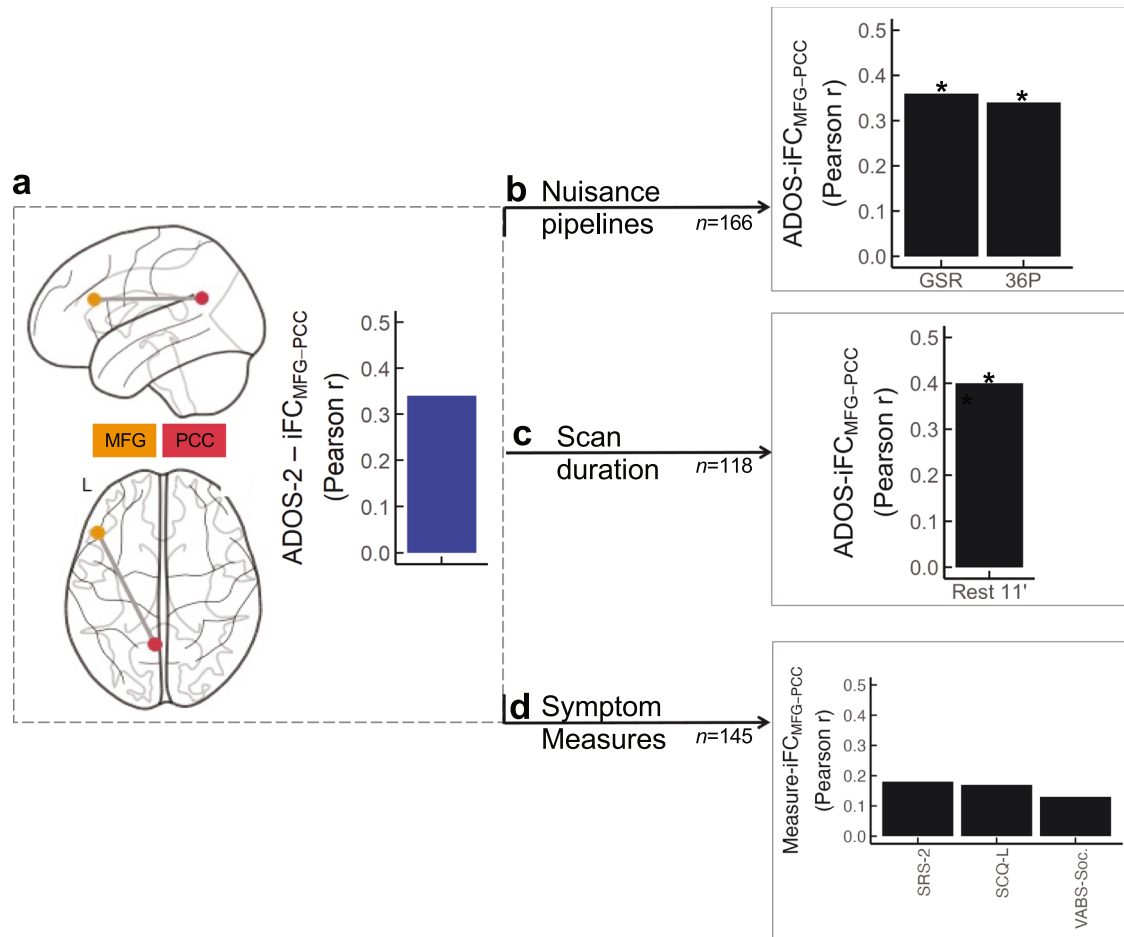 a
MFG
PCC
L
ADOS-2 – iFCMFG–PCC
(Pearson r)
0.5
0.4
0.3
0.2
0.1
0.0
b Nuisance
pipelines n=166
ADOS-iFCMFG–PCC
(Pearson r)
0.5
0.4
0.3
0.2
0.1
0.0
*
*
GSR
36P
c Scan
duration n=118
ADOS-iFCMFG–PCC
(Pearson r)
0.5
0.4
0.3
0.2
0.1
0.0
*
*
Rest 11'
d Symptom
Measures n=145
Measure-iFCMFG–PCC
(Pearson r)
0.5
0.4
0.3
0.2
0.1
0.0
SRS-2
SCQ-L
VABS-Soc.